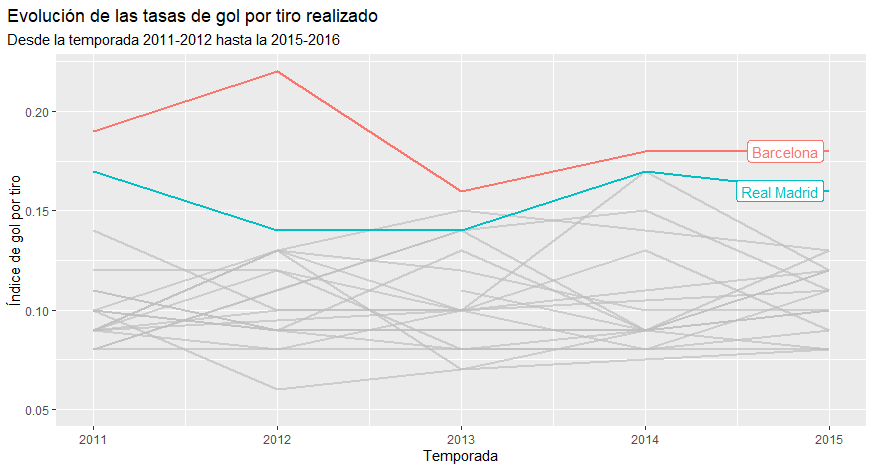 Evolución de las tasas de gol por tiro realizado
Desde la temporada 2011-2012 hasta la 2015-2016
Índice de gol por tiro
0.20
0.15
0.10
0.05
Barcelona
Real Madrid
2011 2012 2013 2014 2015
Temporada